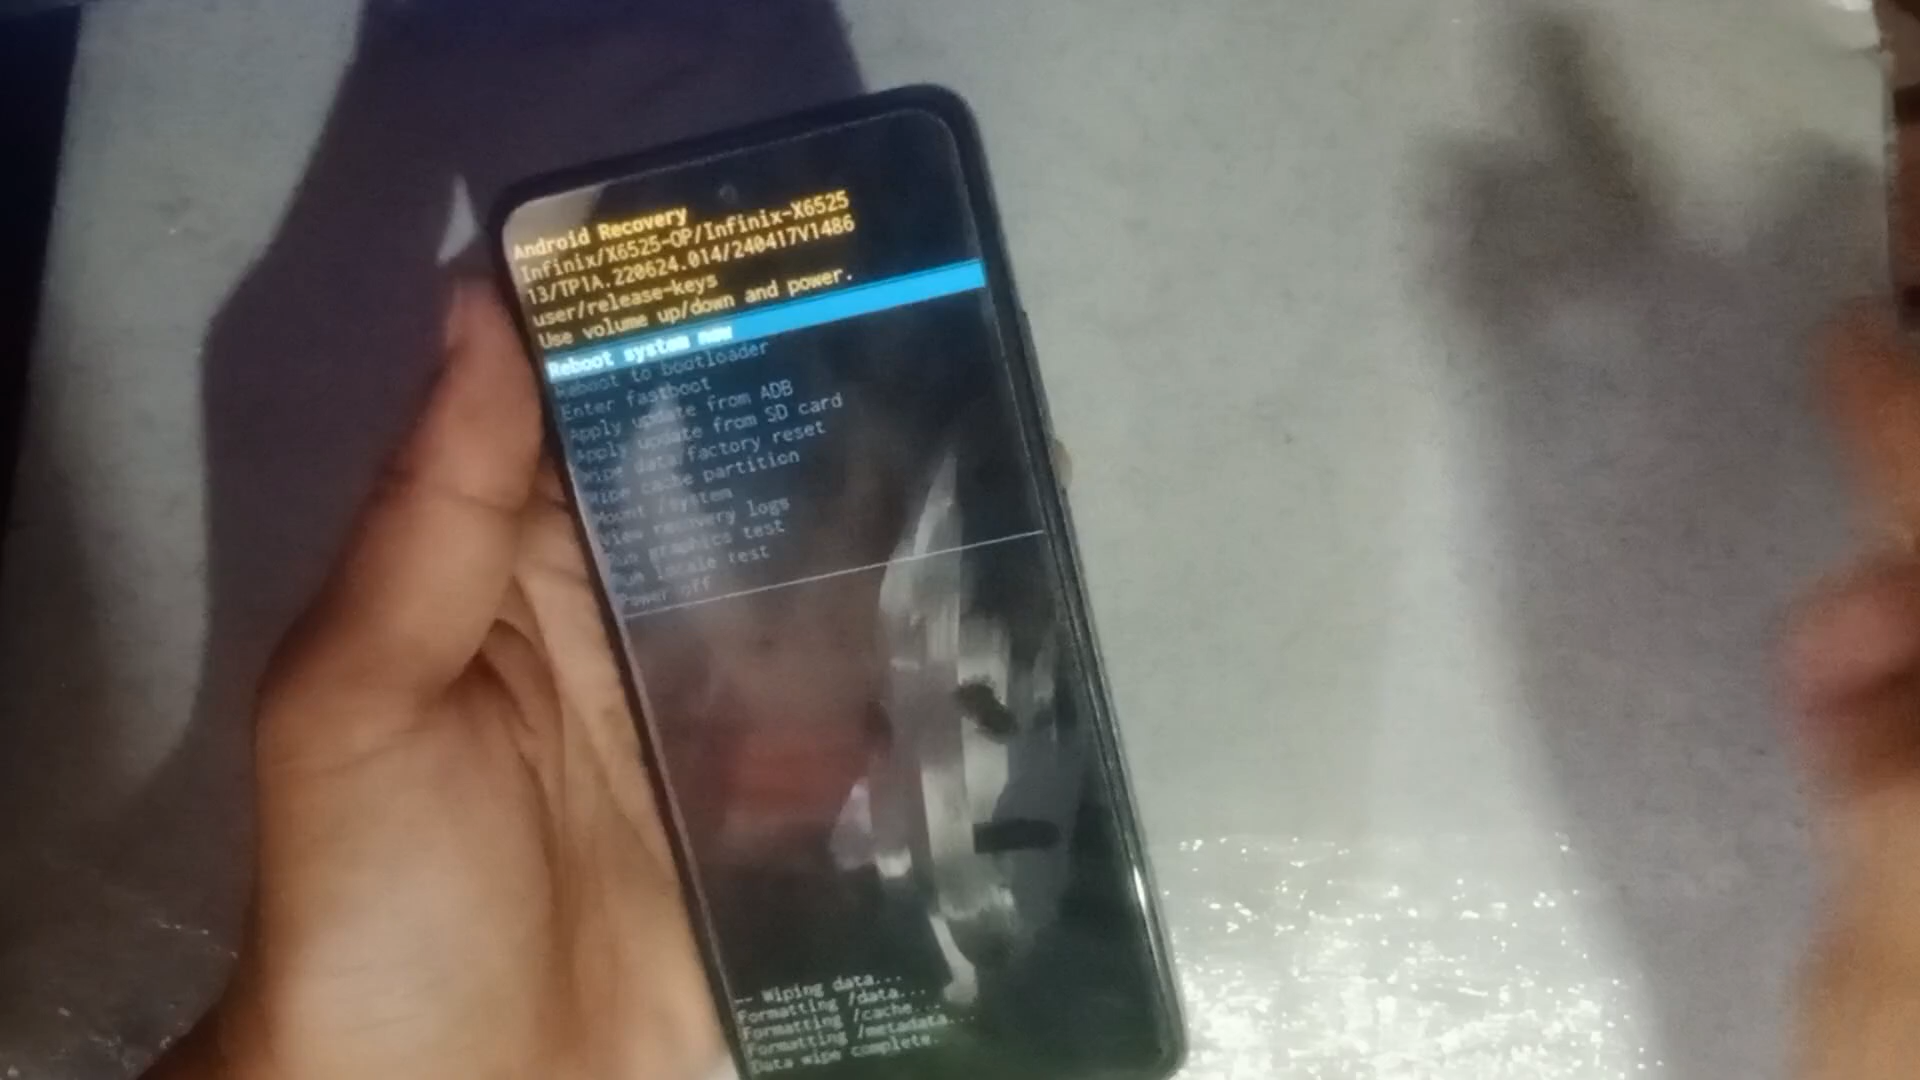 Android Recovery
Infinix/X6525-OP/Infinix-X6525
13/TP1A.220624.014/240417V1486
user/release-keys
Use volume up/down and power.
Reboot system now
Reboot to bootloader
Enter fastboot
Apply update from ADB
Apply update from SD card
Wipe data/factory reset
Wipe cache partition
Mount /system
View recovery logs
Run graphics test
Run locale test
Power off
-- Wiping data...
Formatting /data...
Formatting /cache...
Formatting /metadata...
Data wipe complete.